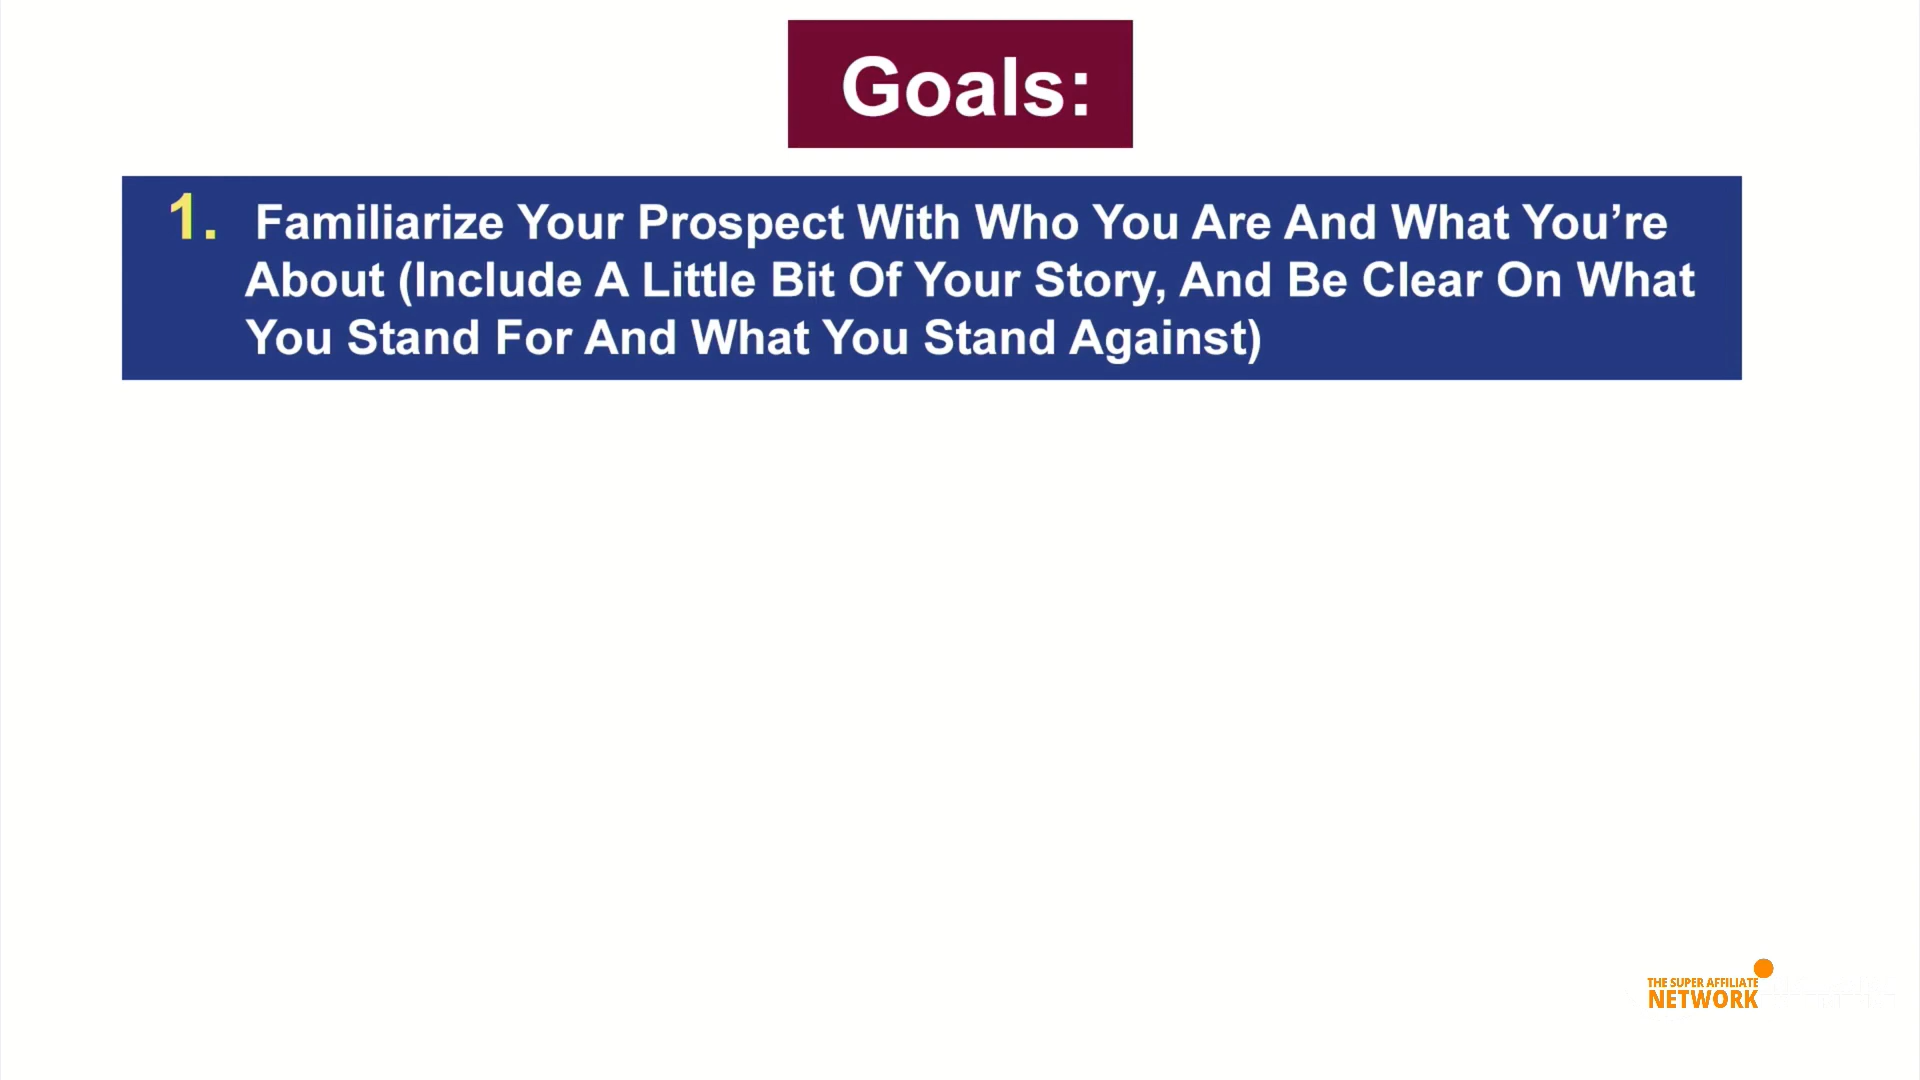 Goals:
1. Familiarize Your Prospect With Who You Are And What You’re
About (Include A Little Bit Of Your Story, And Be Clear On What
You Stand For And What You Stand Against)
THE SUPER AFFILIATE
NETWORK